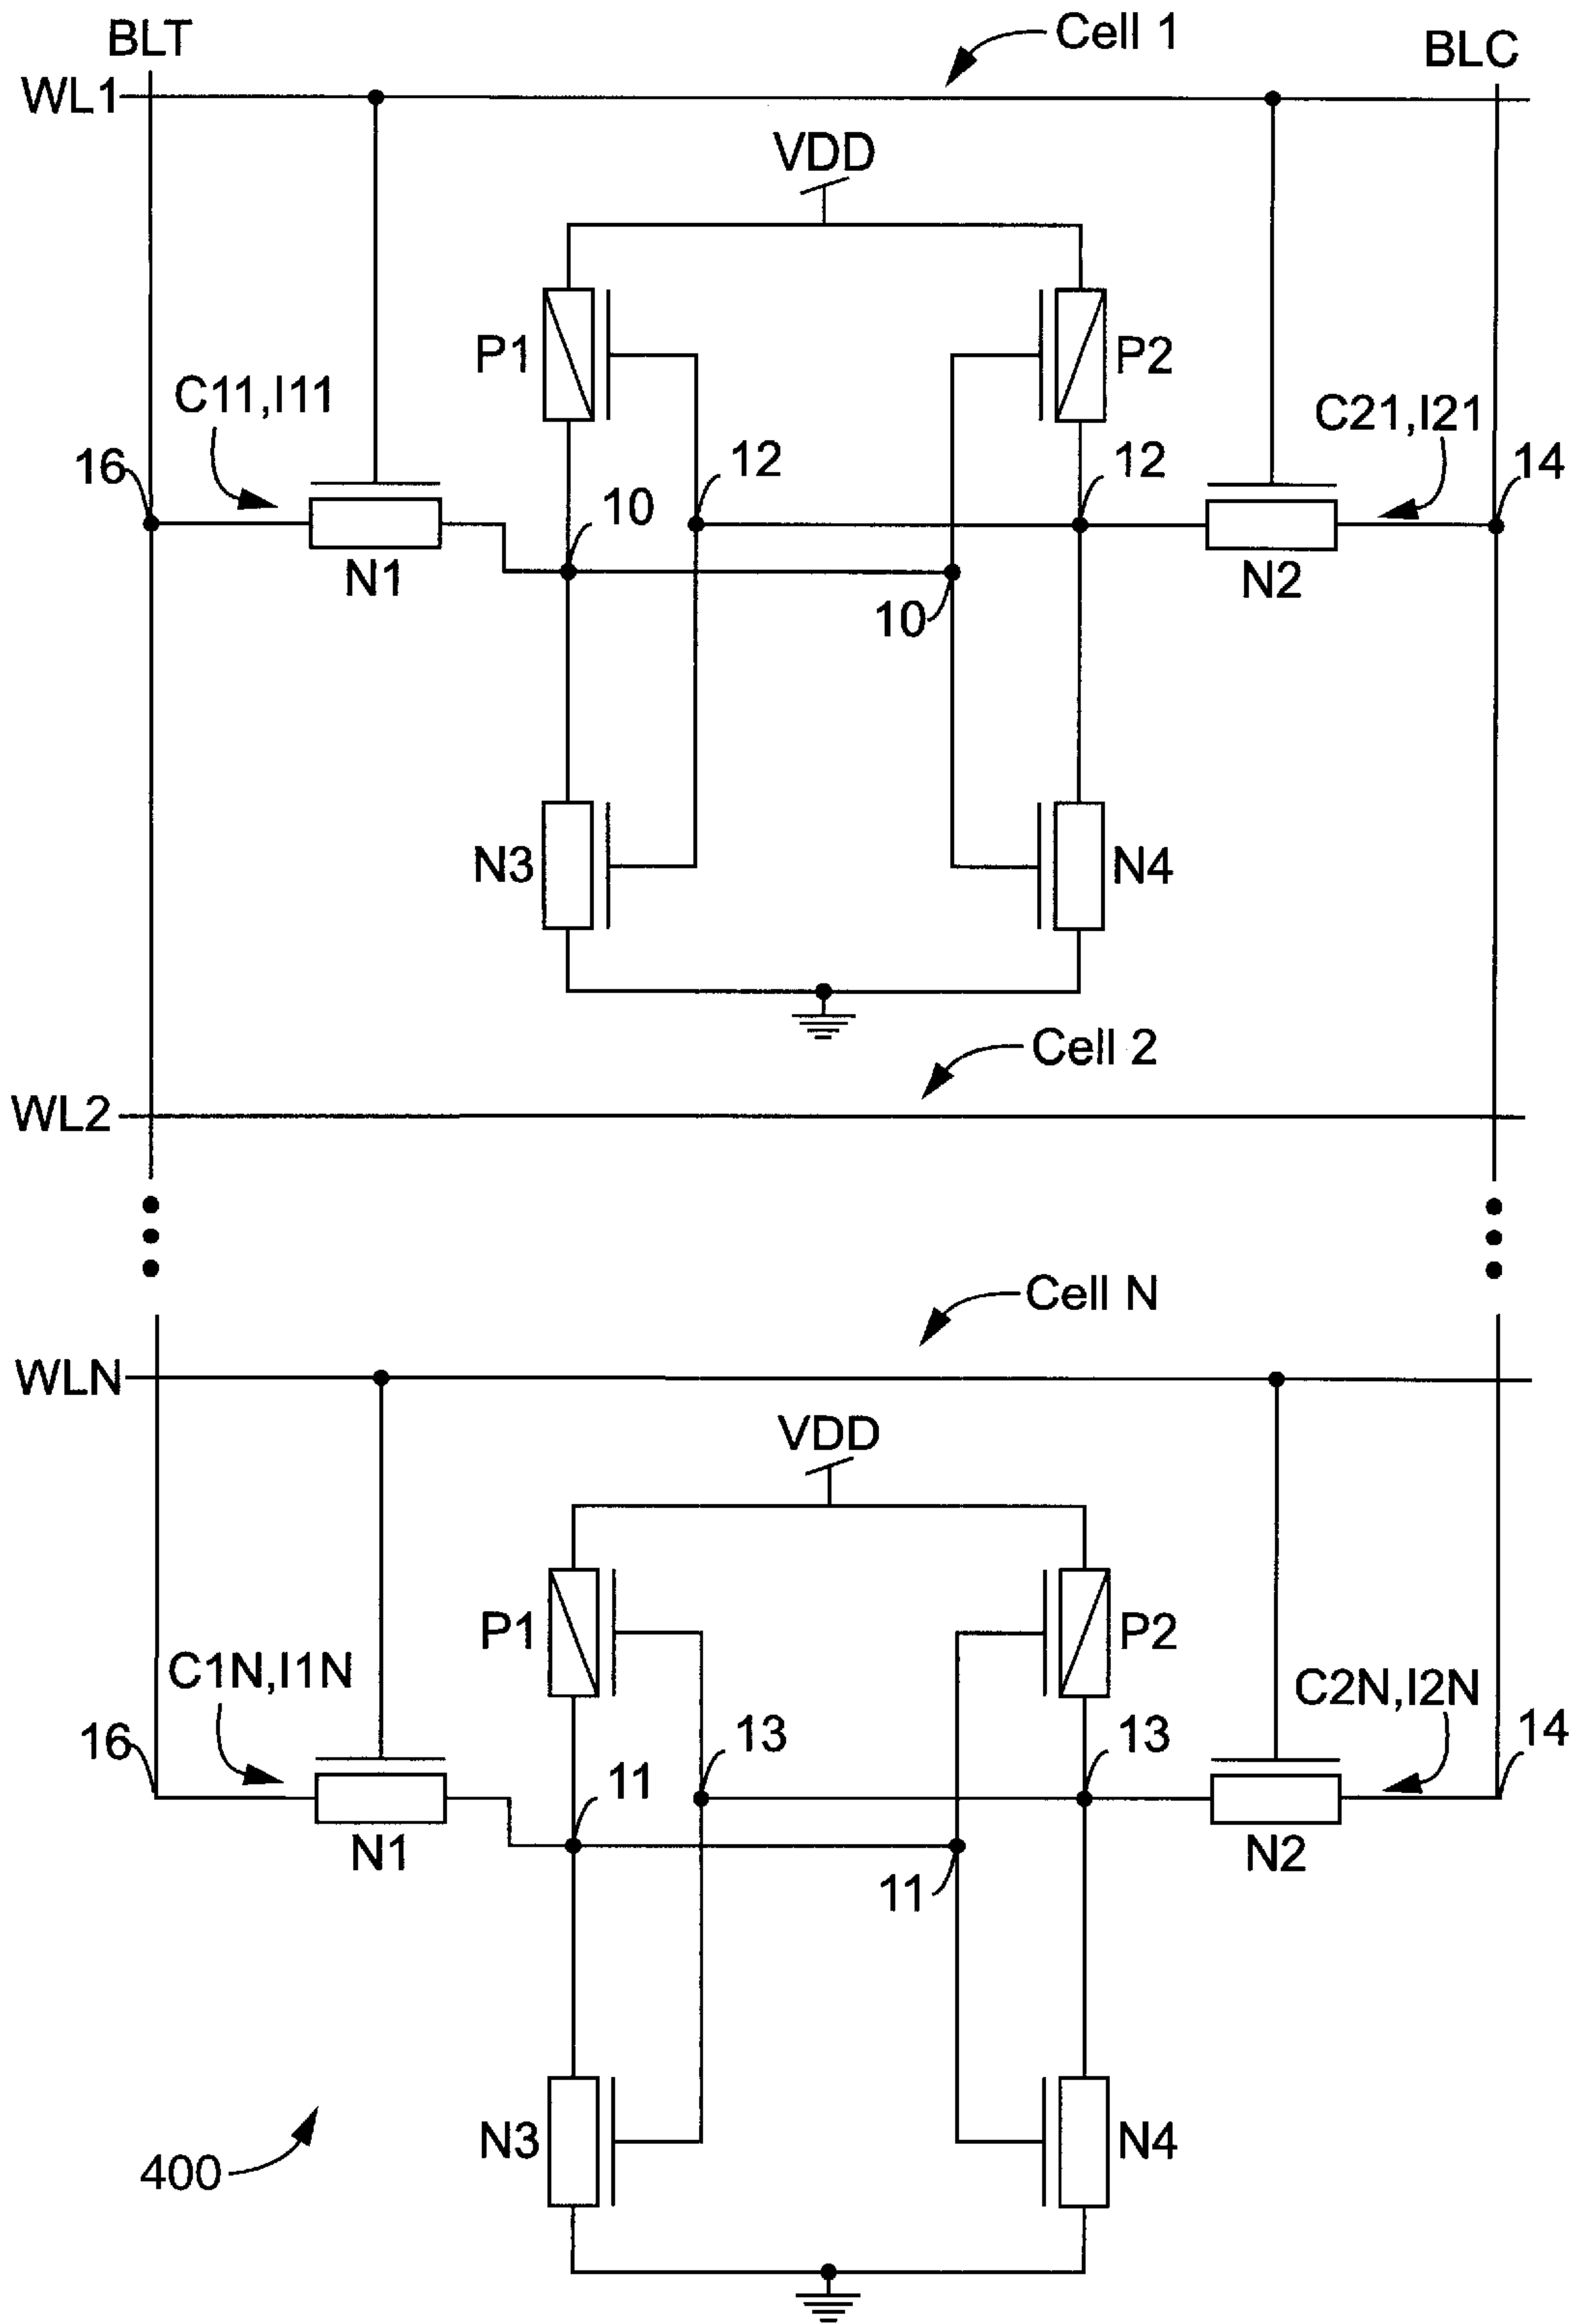 BLT
Cell 1
BLC
WL1
VDD
P1
P2
C11,I11
C21,I21
16
12
12
14
10
N1
N2
10
N3
N4
Cell 2
WL2
Cell N
WLN
VDD
P1
P2
C1N,I1N
C2N,I2N
16
13
13
14
11
N1
N2
11
N3
N4
400